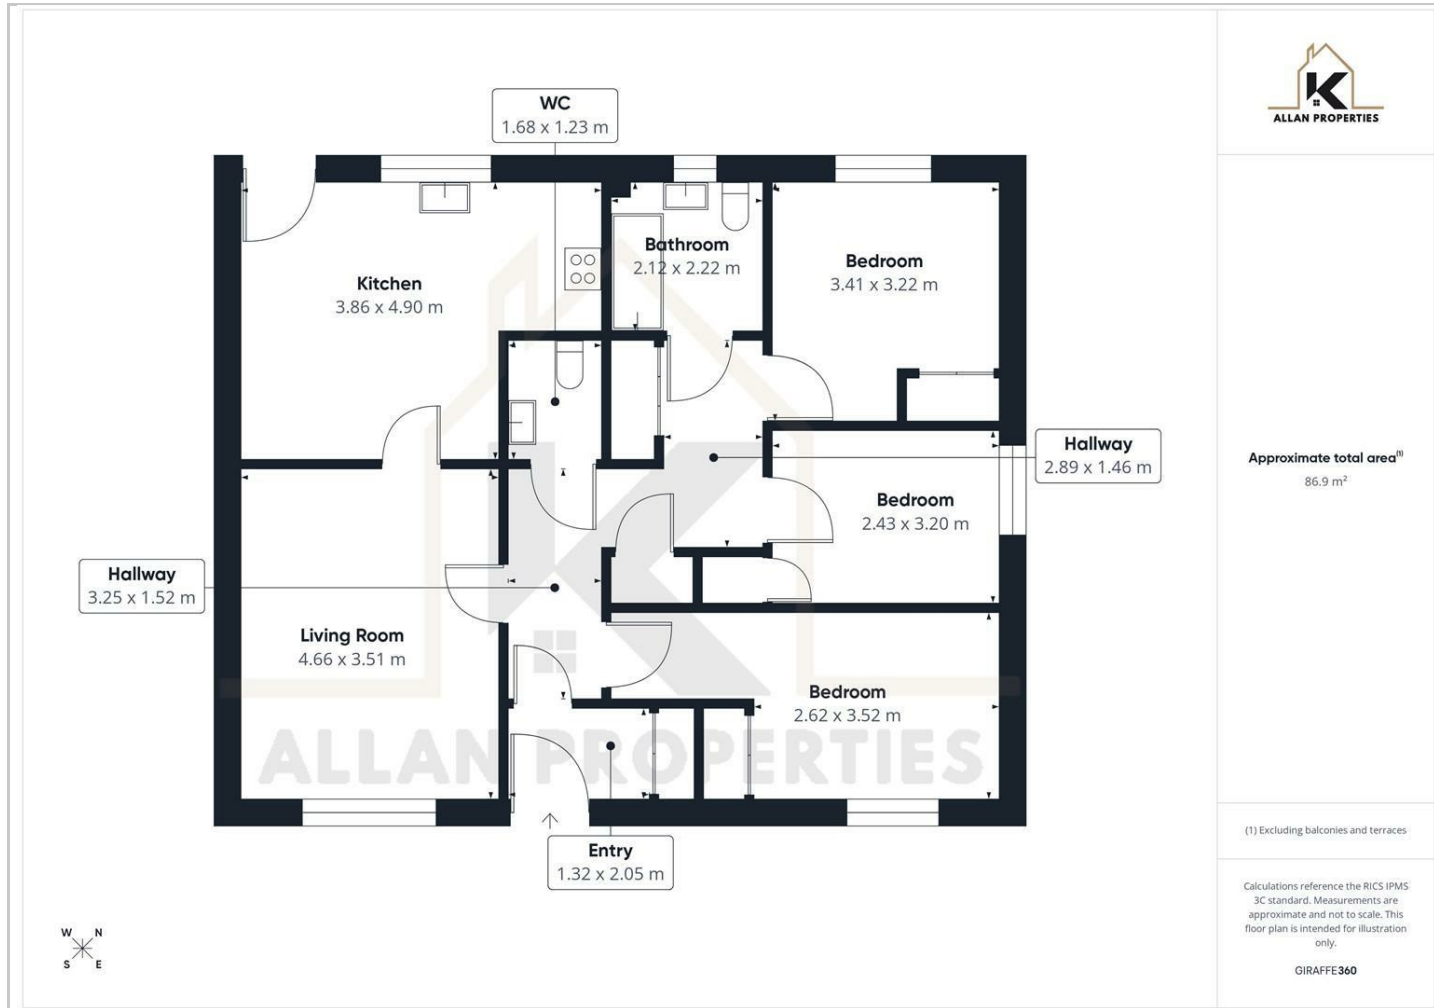 WC
1.68 x 1.23 m
Kitchen
3.86 x 4.90 m
Bathroom
2.12 x 2.22 m
Bedroom
3.41 x 3.22 m
Hallway
2.89 x 1.46 m
Bedroom
2.43 x 3.20 m
Hallway
3.25 x 1.52 m
Living Room
4.66 x 3.51 m
Bedroom
2.62 x 3.52 m
ALLAN PROPERTIES
Entry
1.32 x 2.05 m
W N
S E
K
ALLAN PROPERTIES
Approximate total area(1)
86.9 m²
(1) Excluding balconies and terraces
Calculations reference the RICS IPMS
3C standard. Measurements are
approximate and not to scale. This
floor plan is intended for illustration
only.
GIRAFFE360